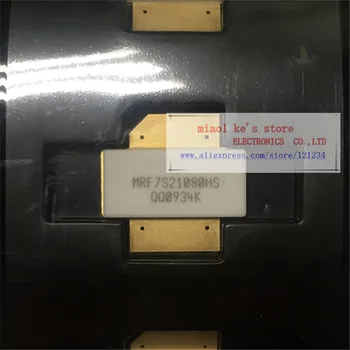 miaol ke's store
ELECTRONICS CO.,LTD
www.aliexpress.com/store/121234
MRF7S21080HS
QQ0934K